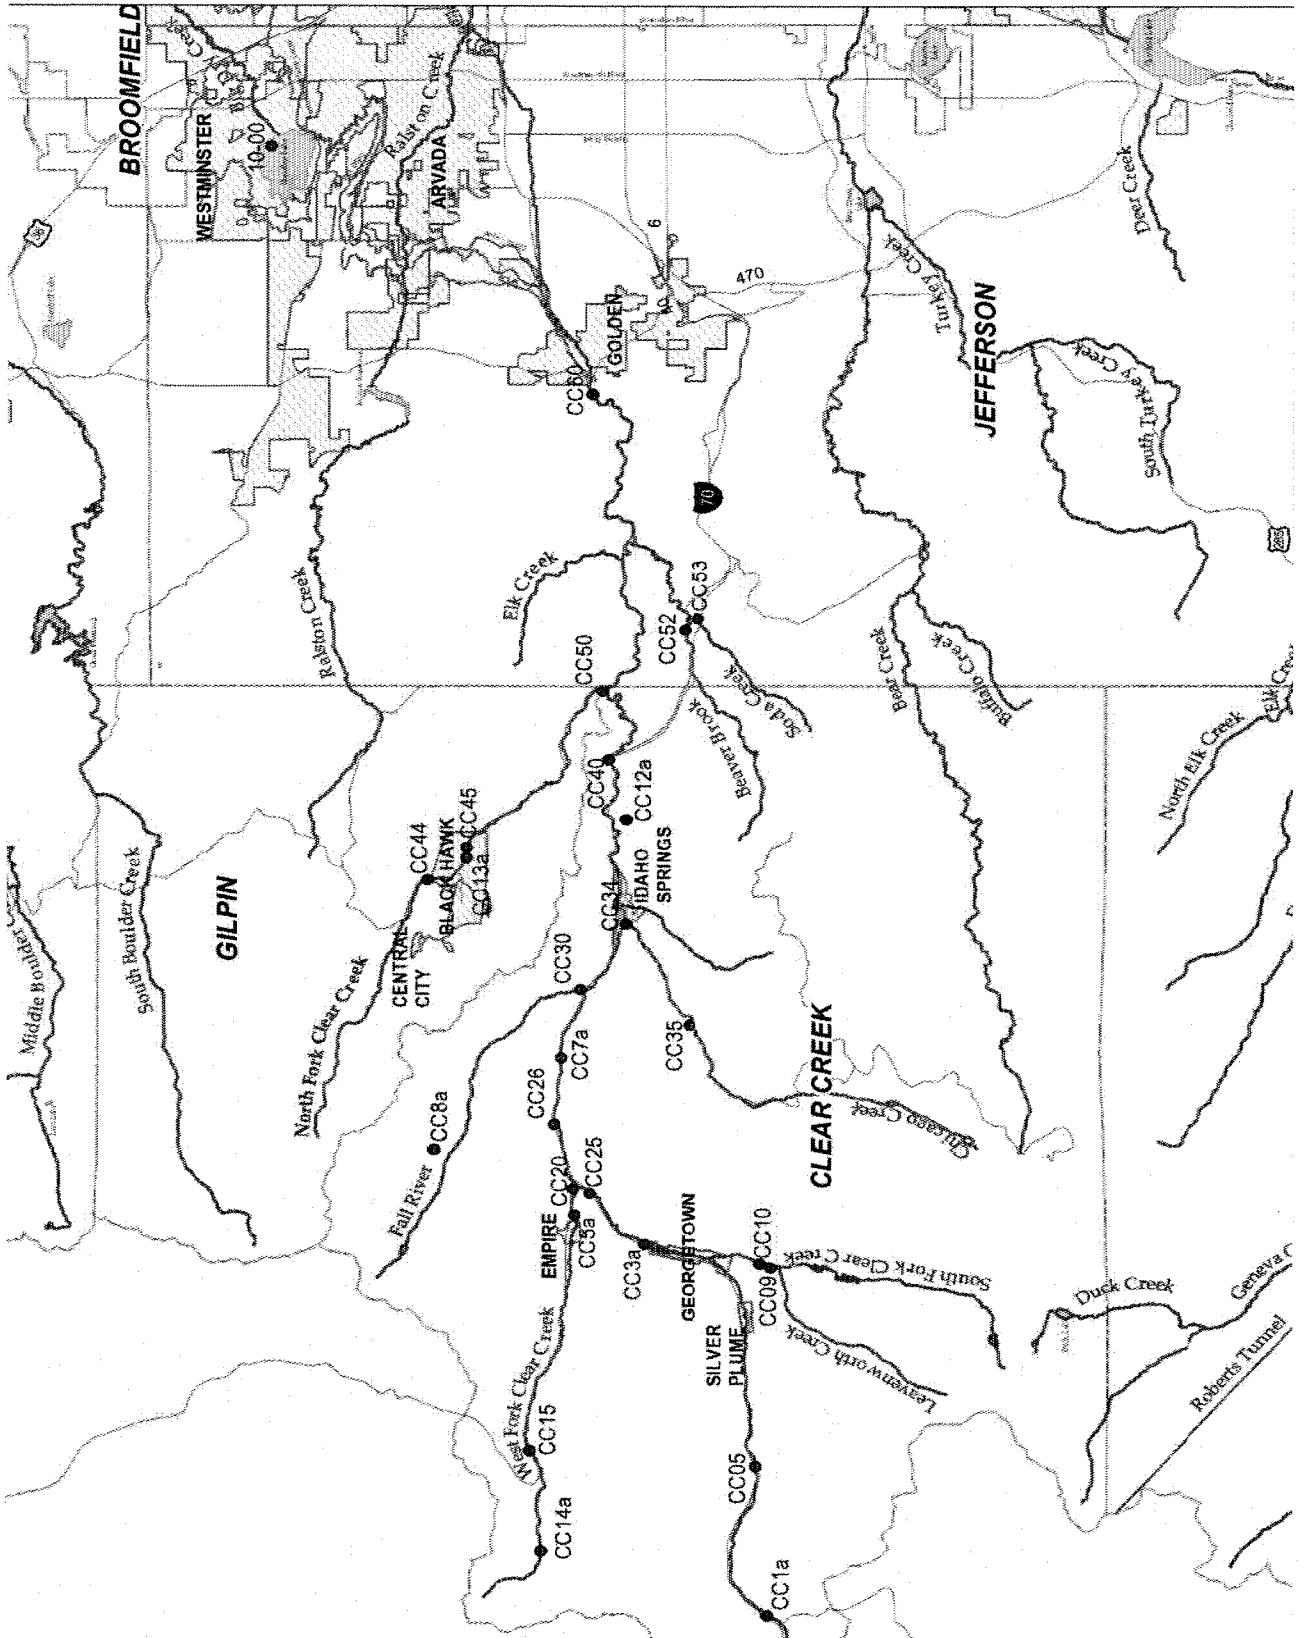 BROOMFIELD
WESTMINSTER
10-00
Ralston Creek
ARVADA
36
6
40
470
GOLDEN
CC60
Turkey Creek
Deer Creek
JEFFERSON
South Turkey Creek
70
285
Elk Creek
Ralston Creek
CC53
CC52
CC50
Bear Creek
Buffalo Creek
Soda Creek
Beaver Brook
North Elk Creek
Elk Creek
CC40
CC12a
CC45
CC44
BLACK HAWK
CC13a
CC34
IDAHO
SPRINGS
GILPIN
Middle Boulder
South Boulder Creek
CENTRAL
CITY
North Fork Clear Creek
CC30
CC7a
CC26
CC35
CC8a
Fall River
CLEAR CREEK
Chicago Creek
CC20
CC25
EMPIRE
CC5a
CC3a
GEORGETOWN
CC10
CC09
South Fork Clear Creek
Duck Creek
Geneva
Roberts Tunnel
SILVER
PLUME
Leavenworth Creek
West Fork Clear Creek
CC15
CC05
CC14a
CC1a